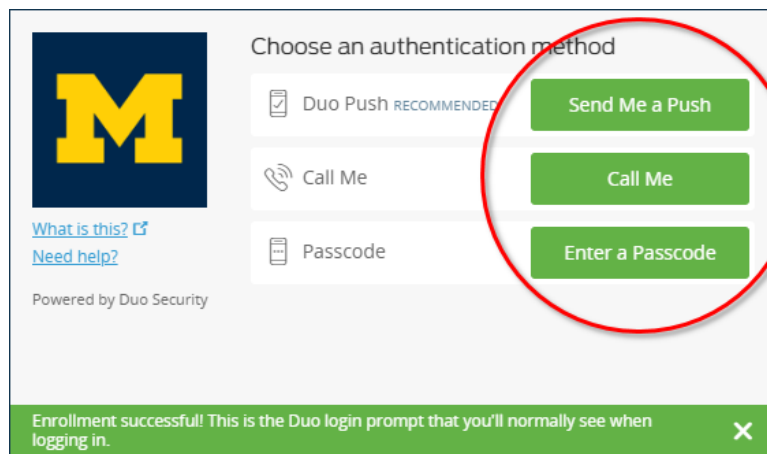 Choose an authentication method
M
Duo Push RECOMMENDED
Send Me a Push
Call Me
Call Me
What is this?
Need help?
Passcode
Enter a Passcode
Powered by Duo Security
Enrollment successful! This is the Duo login prompt that you'll normally see when
logging in.